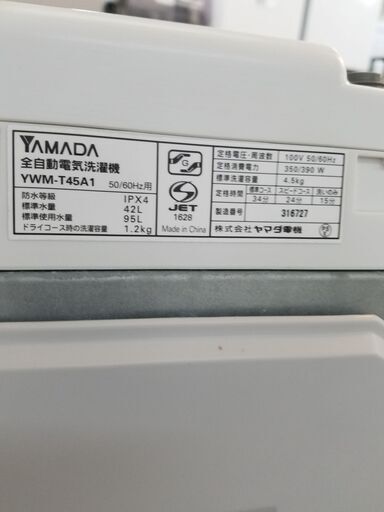 YAMADA
全自動電気洗濯機
YWM-T45A1 50/60Hz用
防水等級 IPX4
標準水量 42L
標準使用水量 95L
ドライコース時の洗濯容量 1.2kg
G
JET
1628
Made in China
定格電圧・周波数 100V 50/60Hz
定格消費電力 350/390 W
標準洗濯容量 4.5kg
定格時間 標準コース 34分 スピードコース 24分 洗いのみ 15分
製造番号 316727
株式会社 ヤマダ電機